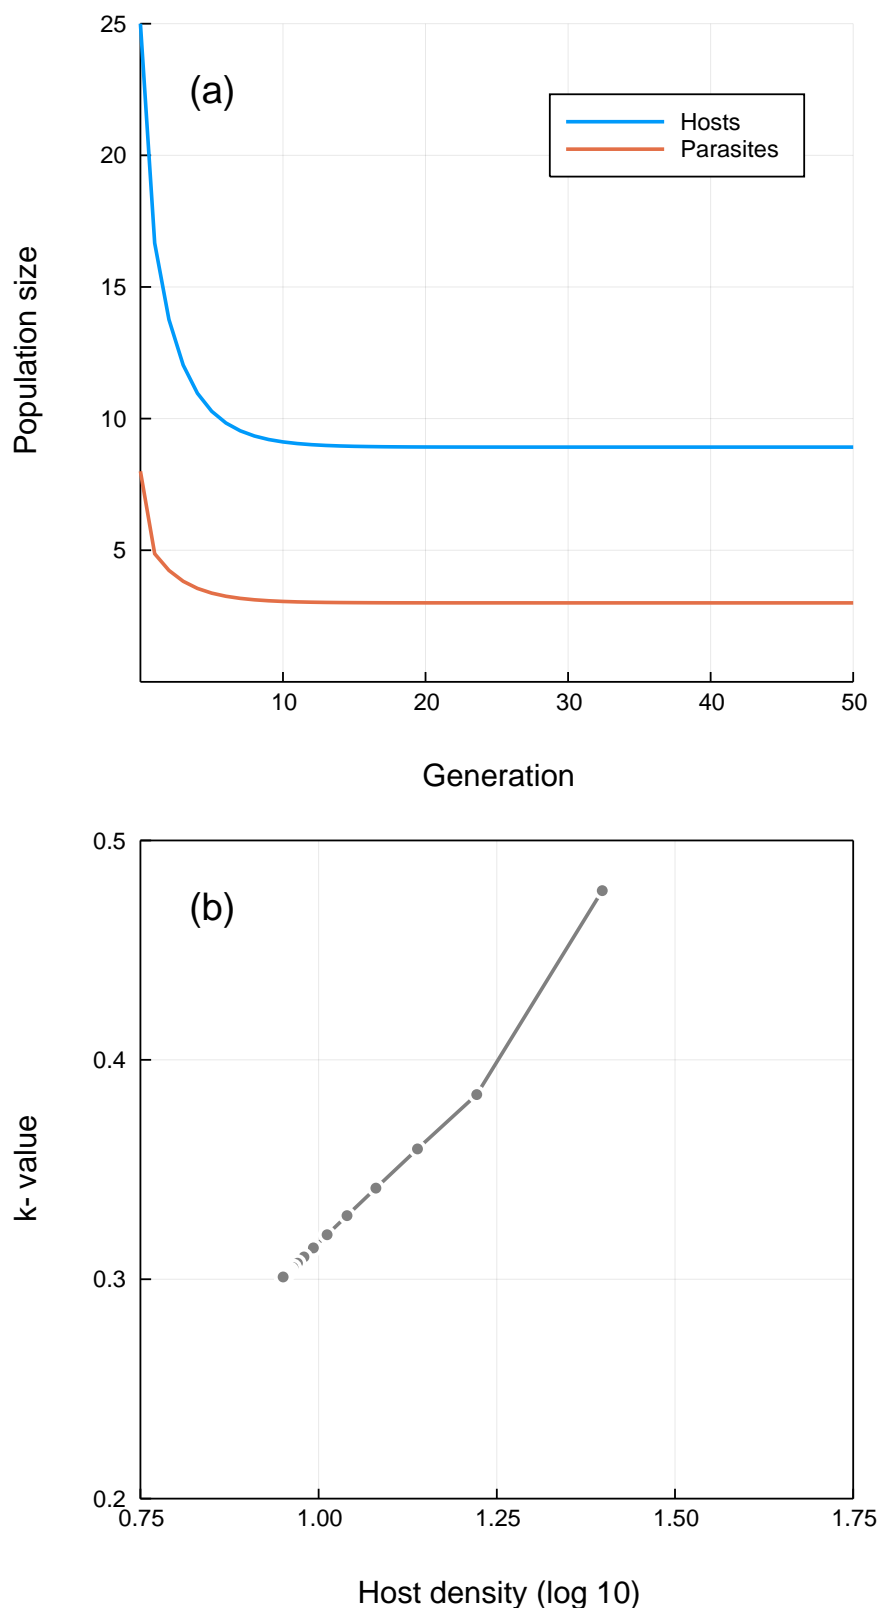 25
(a)
Hosts
Parasites
20
15
10
5
Population size
10 20 30 40 50
Generation
0.5
(b)
0.4
0.3
0.2
k- value
0.75 1.00 1.25 1.50 1.75
Host density (log 10)